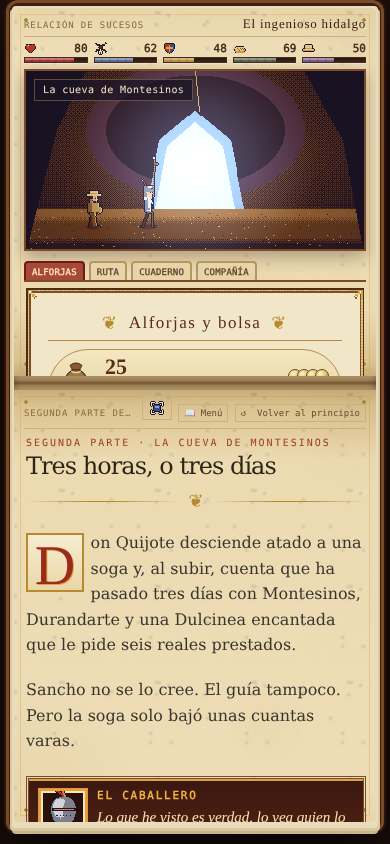 RELACIÓN DE SUCESOS
El ingenioso hidalgo
80 62 48 69 50
La cueva de Montesinos
ALFORJAS RUTA CUADERNO COMPAÑÍA
Alforjas y bolsa
25
SEGUNDA PARTE DE…
Menú
Volver al principio
SEGUNDA PARTE · LA CUEVA DE MONTESINOS
Tres horas, o tres días
Don Quijote desciende atado a una
soga y, al subir, cuenta que ha
pasado tres días con Montesinos,
Durandarte y una Dulcinea encantada
que le pide seis reales prestados.
Sancho no se lo cree. El guía tampoco.
Pero la soga solo bajó unas cuantas
varas.
EL CABALLERO
Lo que he visto es verdad, lo vea quien lo